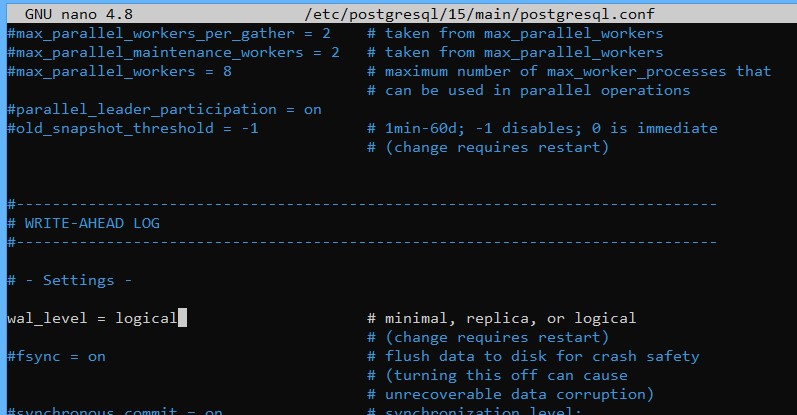 GNU nano 4.8 /etc/postgresql/15/main/postgresql.conf
#max_parallel_workers_per_gather = 2 # taken from max_parallel_workers
#max_parallel_maintenance_workers = 2 # taken from max_parallel_workers
#max_parallel_workers = 8 # maximum number of max_worker_processes that
# can be used in parallel operations
#parallel_leader_participation = on
#old_snapshot_threshold = -1 # 1min-60d; -1 disables; 0 is immediate
# (change requires restart)
#------------------------------------------------------------------------------
# WRITE-AHEAD LOG
#------------------------------------------------------------------------------
# - Settings -
wal_level = logical # minimal, replica, or logical
# (change requires restart)
#fsync = on # flush data to disk for crash safety
# (turning this off can cause
# unrecoverable data corruption)
#synchronous_commit = on # synchronization level;